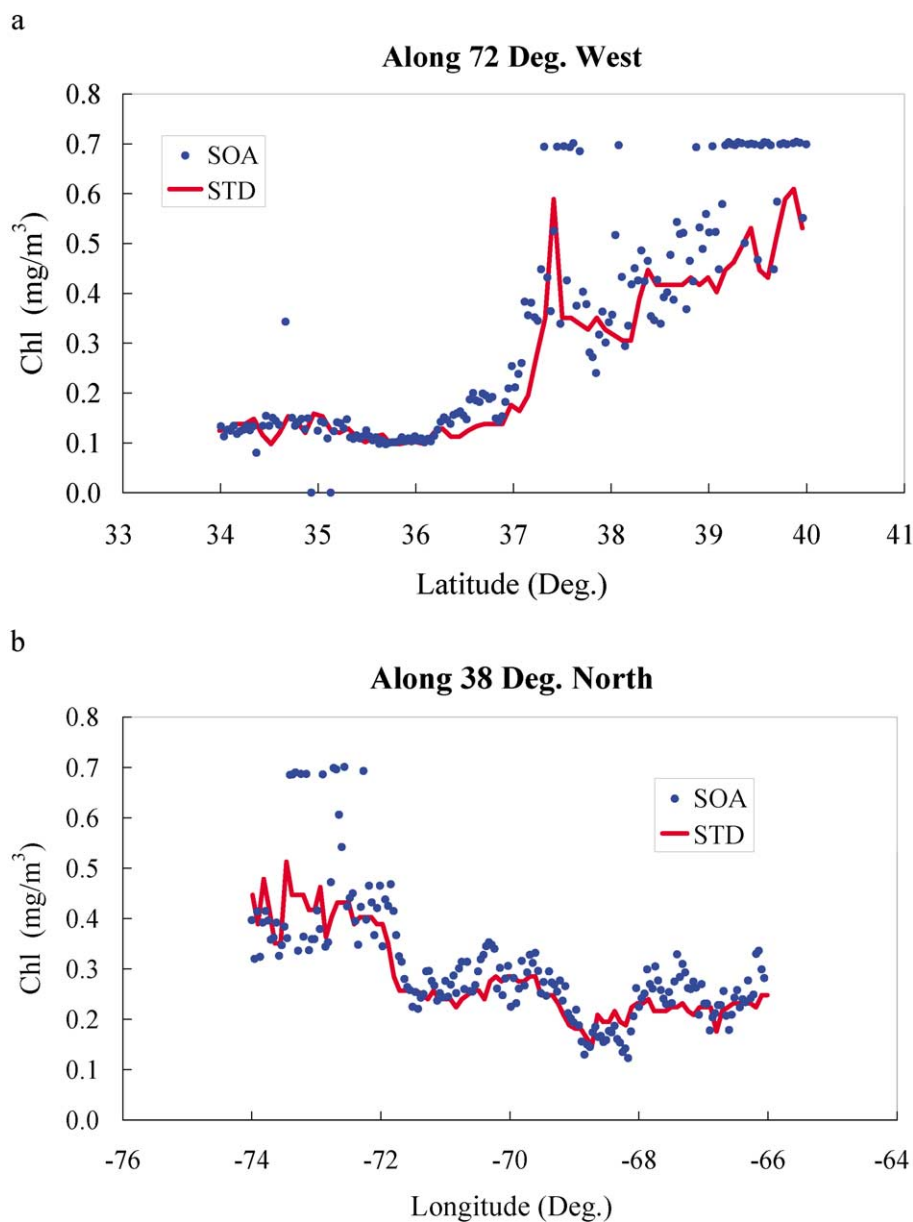 a
Along 72 Deg. West
0.8
0.7
0.6
0.5
0.4
0.3
0.2
0.1
0.0
Chl (mg/m³)
SOA
STD
33 34 35 36 37 38 39 40 41
Latitude (Deg.)
b
Along 38 Deg. North
0.8
0.7
0.6
0.5
0.4
0.3
0.2
0.1
0.0
Chl (mg/m³)
SOA
STD
-76 -74 -72 -70 -68 -66 -64
Longitude (Deg.)